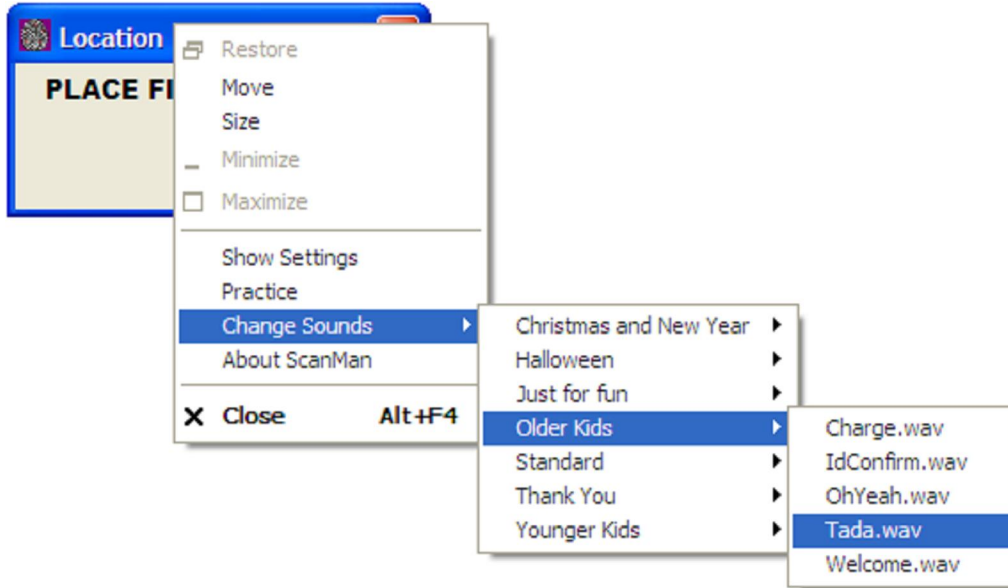 Location
PLACE FI
Restore
Move
Size
Minimize
Maximize
Show Settings
Practice
Change Sounds
About ScanMan
Close Alt+F4
Christmas and New Year
Halloween
Just for fun
Older Kids
Standard
Thank You
Younger Kids
Charge.wav
IdConfirm.wav
OhYeah.wav
Tada.wav
Welcome.wav